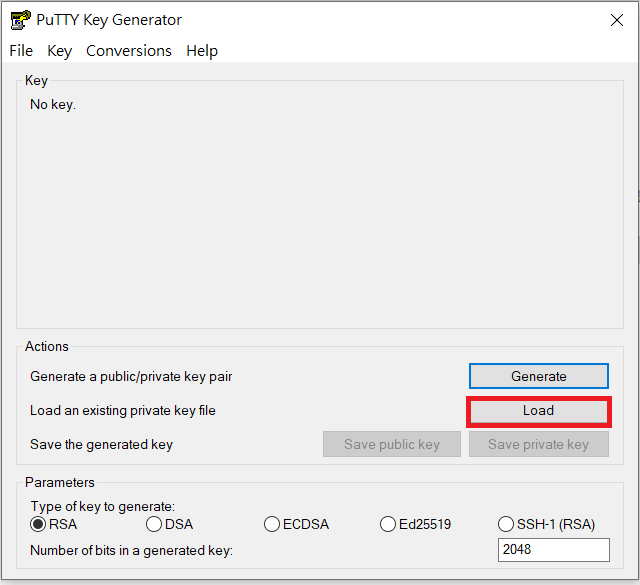 PuTTY Key Generator
File Key Conversions Help
Key
No key.
Actions
Generate a public/private key pair Generate
Load an existing private key file Load
Save the generated key Save public key Save private key
Parameters
Type of key to generate:
RSA DSA ECDSA Ed25519 SSH-1 (RSA)
Number of bits in a generated key: 2048